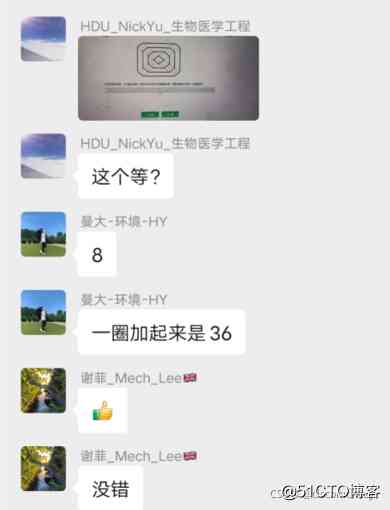 HDU_NickYu_生物医学工程
HDU_NickYu_生物医学工程
这个等?
曼大-环境-HY
8
曼大-环境-HY
一圈加起来是 36
谢菲_Mech_Lee🇬🇧
谢菲_Mech_Lee🇬🇧
没错
@51CTO博客